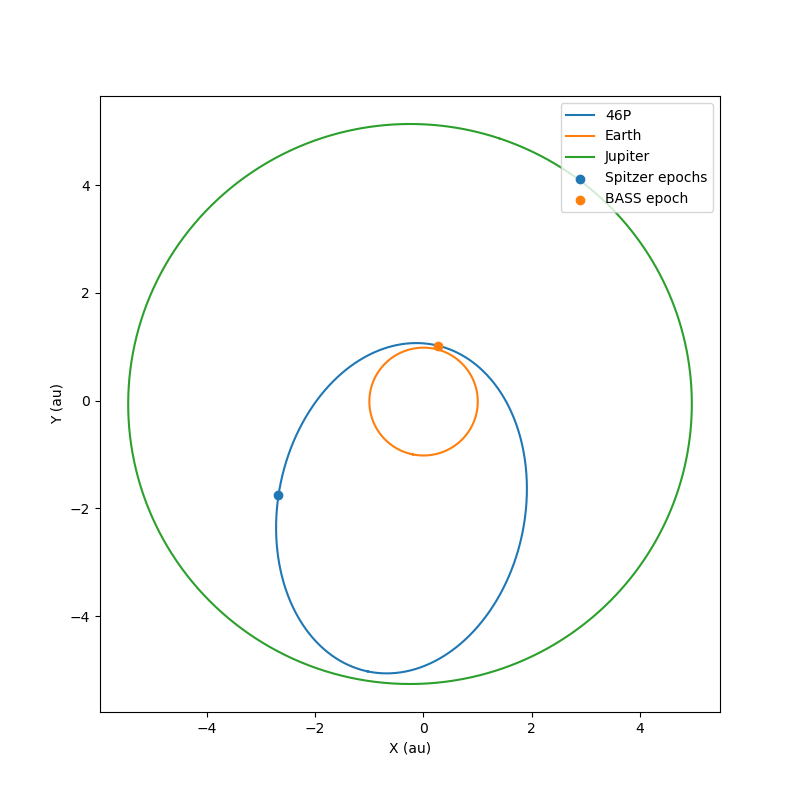 46P
Earth
Jupiter
Spitzer epochs
BASS epoch
4
2
0
−2
−4
Y (au)
−4 −2 0 2 4
X (au)